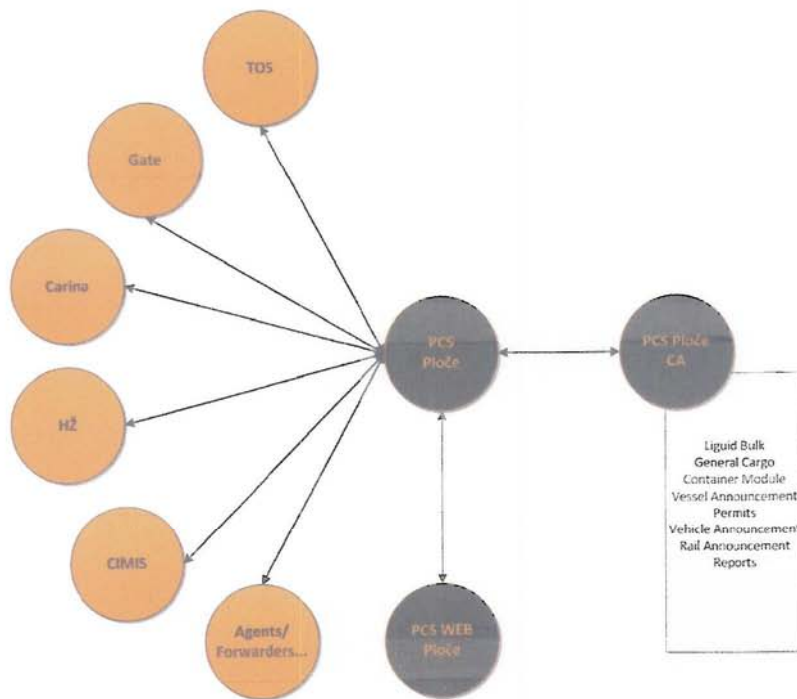 TOS
Gate
Carina
HŽ
CIMIS
Agents/
Forwarders...
PCS
Ploče
PCS WEB
Ploče
PCS Ploče
CA
Liguid Bulk
General Cargo
Container Module
Vessel Announcement
Permits
Vehicle Announcement
Rail Announcement
Reports